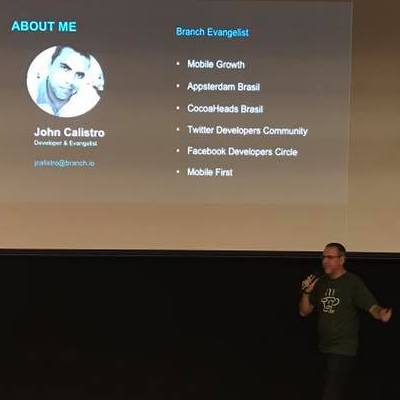 ABOUT ME
John Calistro
Developer & Evangelist
jcalistro@branch.io
Branch Evangelist
• Mobile Growth
• Appsterdam Brasil
• CocoaHeads Brasil
• Twitter Developers Community
• Facebook Developers Circle
• Mobile First